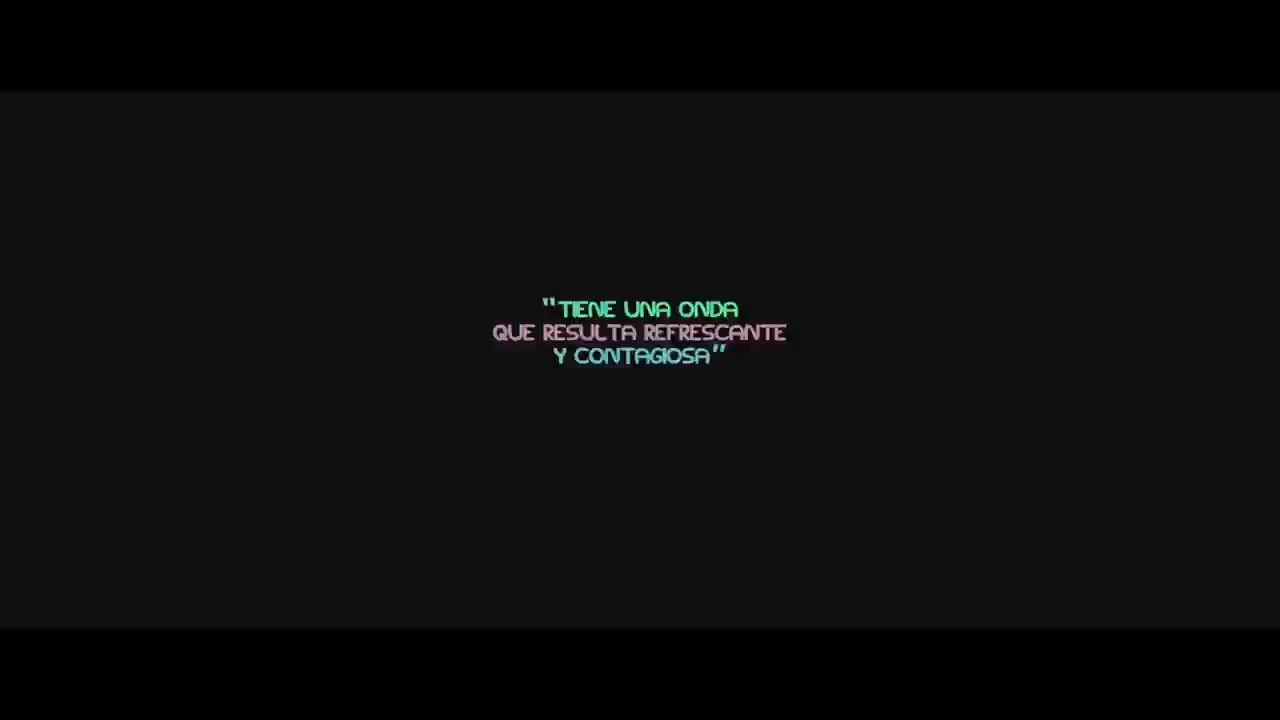 "TIENE UNA ONDA
QUE RESULTA REFRESCANTE
Y CONTAGIOSA"